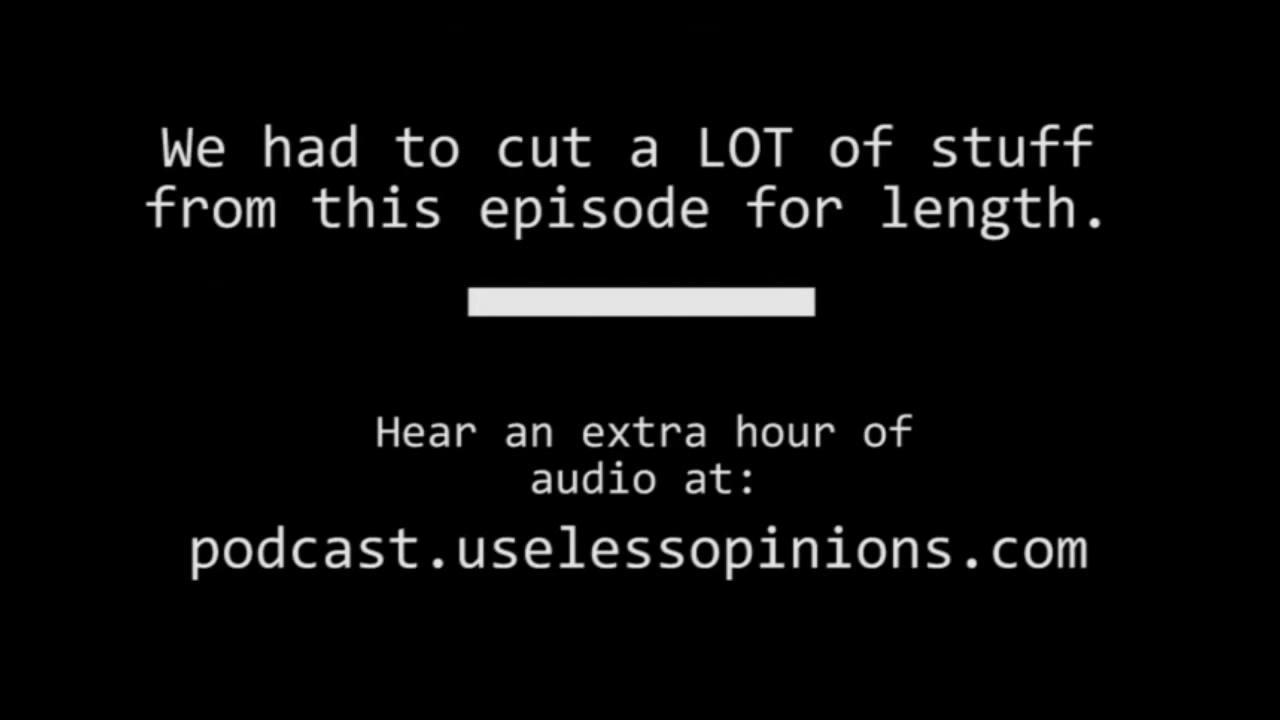 We had to cut a LOT of stuff
from this episode for length.
Hear an extra hour of
audio at:
podcast.uselessopinions.com